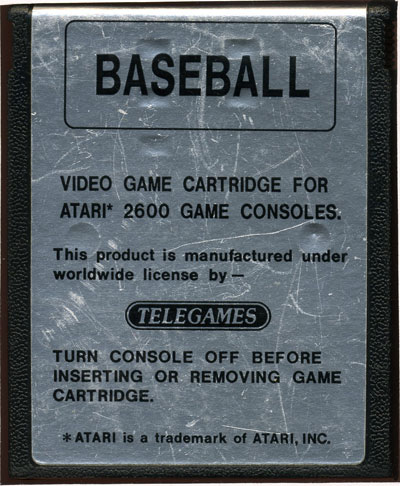 BASEBALL
VIDEO GAME CARTRIDGE FOR
ATARI* 2600 GAME CONSOLES.
This product is manufactured under
worldwide license by —
TELEGAMES
TURN CONSOLE OFF BEFORE
INSERTING OR REMOVING GAME
CARTRIDGE.
*ATARI is a trademark of ATARI, INC.